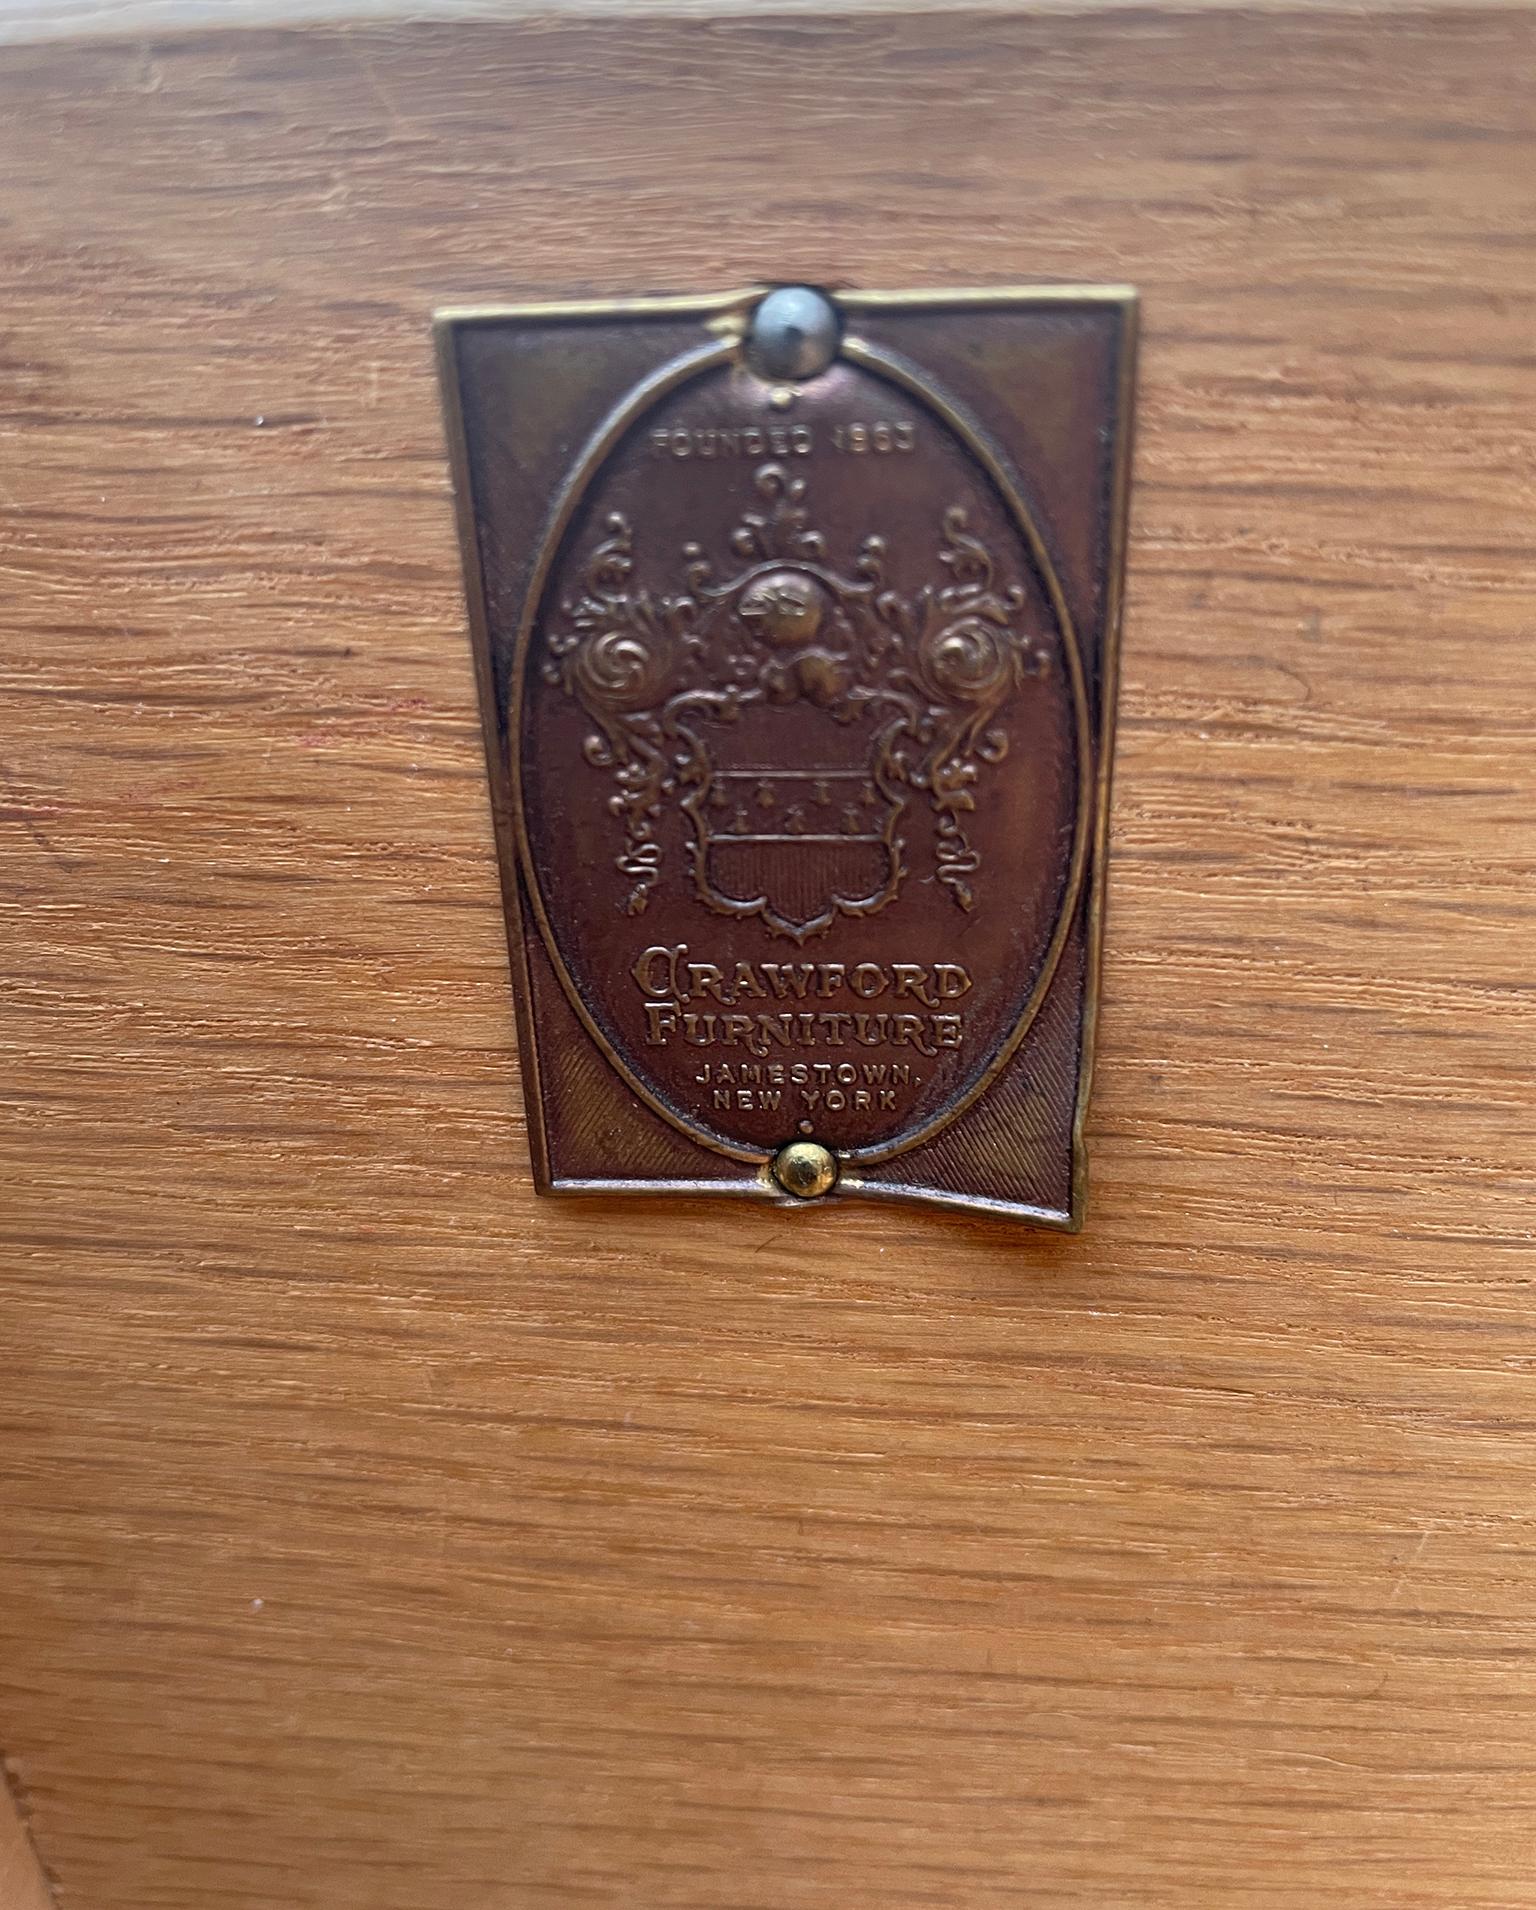 FOUNDED 1863
CRAWFORD
FURNITURE
JAMESTOWN,
NEW YORK